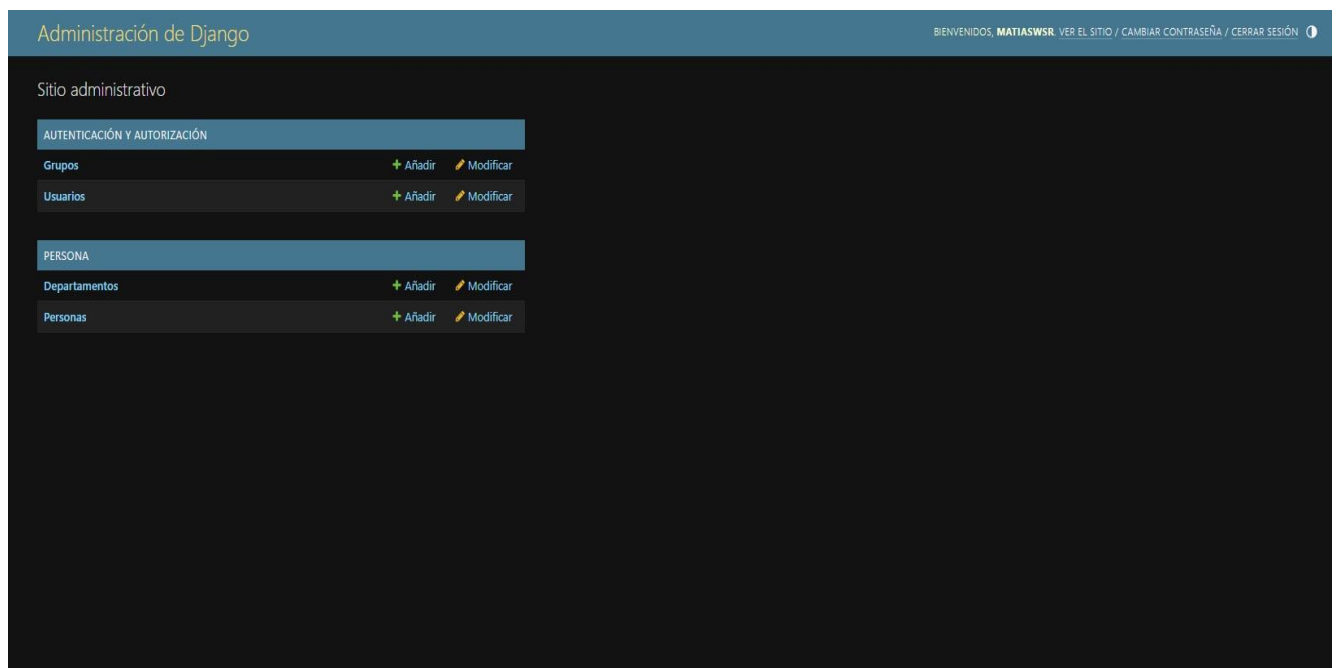 Administración de Django
BIENVENIDOS, MATIASWSR. VER EL SITIO / CAMBIAR CONTRASEÑA / CERRAR SESIÓN
Sitio administrativo
AUTENTICACIÓN Y AUTORIZACIÓN
Grupos Añadir Modificar
Usuarios Añadir Modificar
PERSONA
Departamentos Añadir Modificar
Personas Añadir Modificar